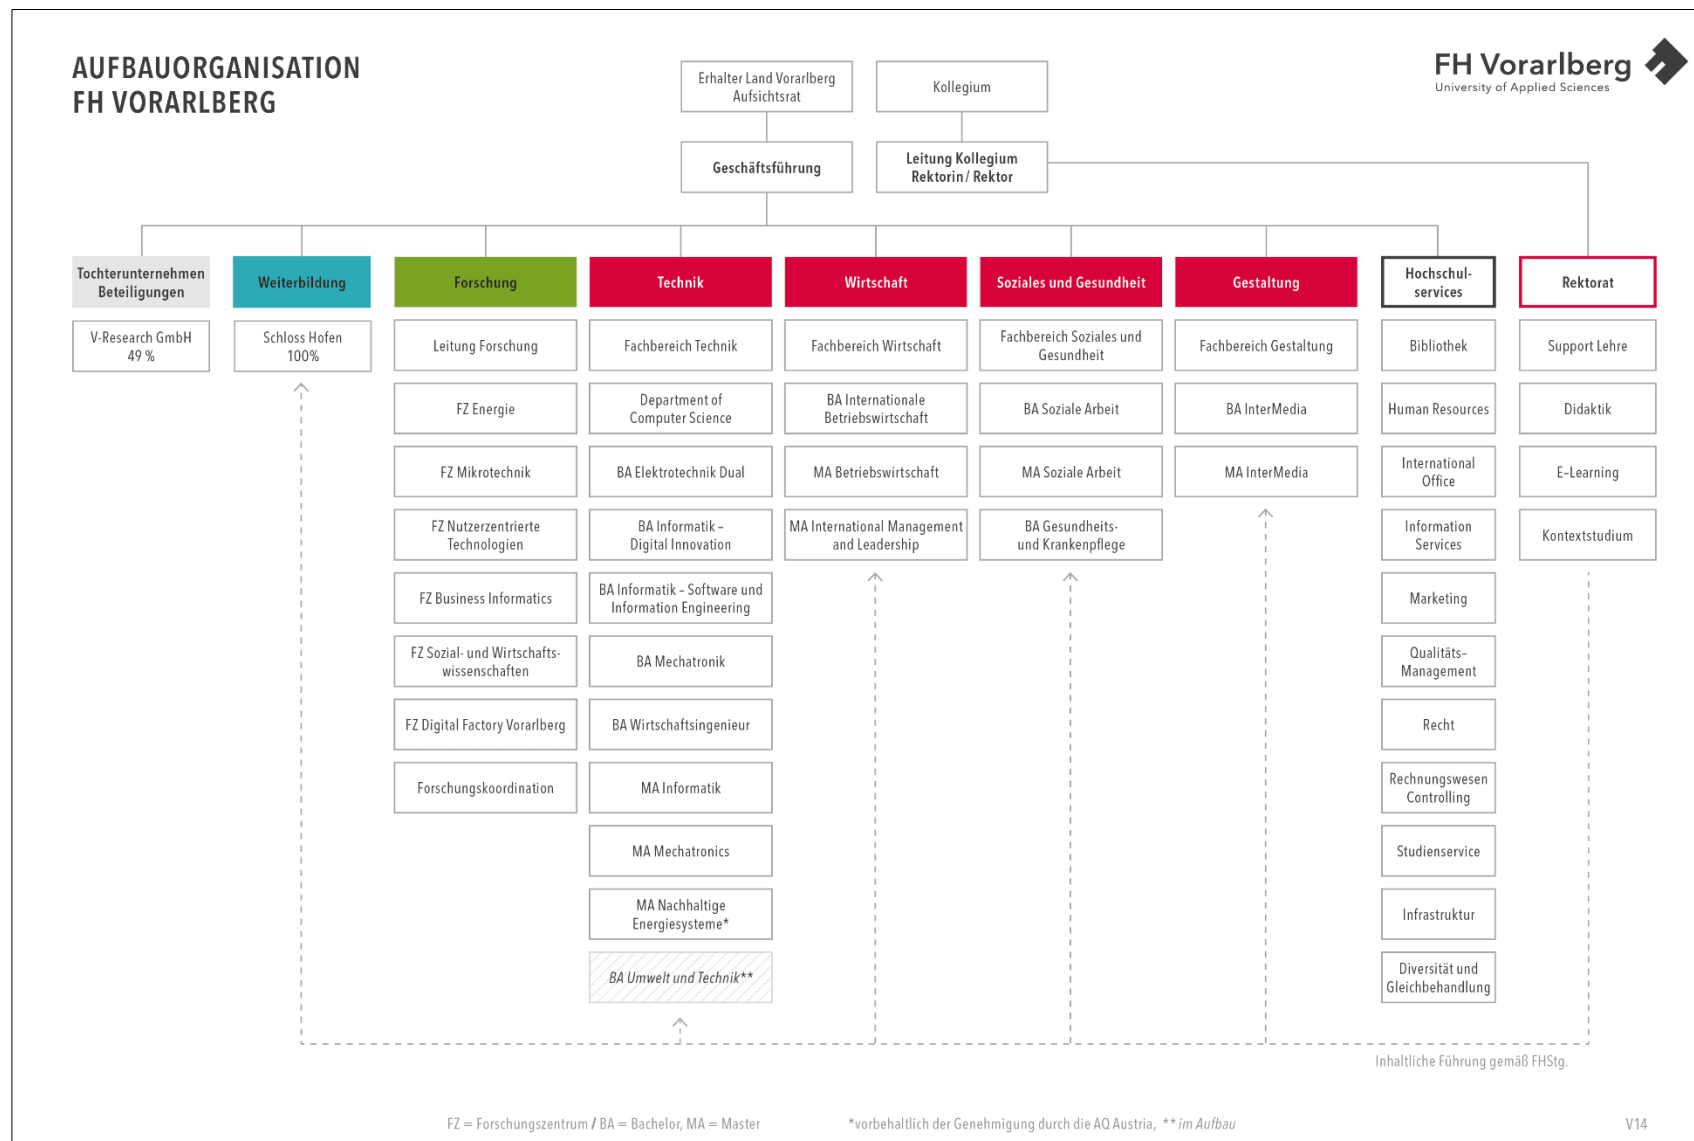 AUFBAUORGANISATION
FH VORARLBERG
FH Vorarlberg
University of Applied Sciences
Erhalter Land Vorarlberg
Aufsichtsrat
Kollegium
Geschäftsführung
Leitung Kollegium
Rektorin / Rektor
Tochterunternehmen
Beteiligungen
V-Research GmbH
49 %
Weiterbildung
Schloss Hofen
100%
Forschung
Leitung Forschung
FZ Energie
FZ Mikrotechnik
FZ Nutzerzentrierte
Technologien
FZ Business Informatics
FZ Sozial- und Wirtschafts-
wissenschaften
FZ Digital Factory Vorarlberg
Forschungskoordination
Technik
Fachbereich Technik
Department of
Computer Science
BA Elektrotechnik Dual
BA Informatik –
Digital Innovation
BA Informatik – Software und
Information Engineering
BA Mechatronik
BA Wirtschaftsingenieur
MA Informatik
MA Mechatronics
MA Nachhaltige
Energiesysteme*
BA Umwelt und Technik**
Wirtschaft
Fachbereich Wirtschaft
BA Internationale
Betriebswirtschaft
MA Betriebswirtschaft
MA International Management
and Leadership
Soziales und Gesundheit
Fachbereich Soziales und
Gesundheit
BA Soziale Arbeit
MA Soziale Arbeit
BA Gesundheits-
und Krankenpflege
Gestaltung
Fachbereich Gestaltung
BA InterMedia
MA InterMedia
Hochschul-
services
Bibliothek
Human Resources
International
Office
Information
Services
Marketing
Qualitäts–
Management
Recht
Rechnungswesen
Controlling
Studienservice
Infrastruktur
Diversität und
Gleichbehandlung
Rektorat
Support Lehre
Didaktik
E–Learning
Kontextstudium
Inhaltliche Führung gemäß FHStg.
FZ = Forschungszentrum / BA = Bachelor, MA = Master
*vorbehaltlich der Genehmigung durch die AQ Austria, ** im Aufbau
V14